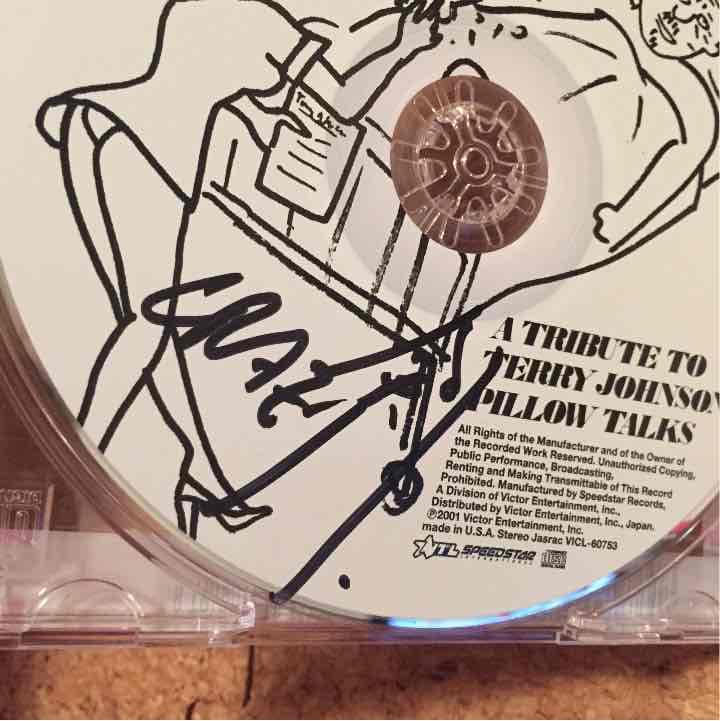 A TRIBUTE TO
TERRY JOHNSON
PILLOW TALKS
All Rights of the Manufacturer and of the Owner of
the Recorded Work Reserved. Unauthorized Copying,
Public Performance, Broadcasting,
Renting and Making Transmittable of This Record
Prohibited. Manufactured by Speedstar Records,
A Division of Victor Entertainment, Inc.,
Distributed by Victor Entertainment, Inc., Japan.
℗2001 Victor Entertainment, Inc.
made in U.S.A. Stereo Jasrac VICL-60753
SPEEDSTAR
INTERNATIONAL